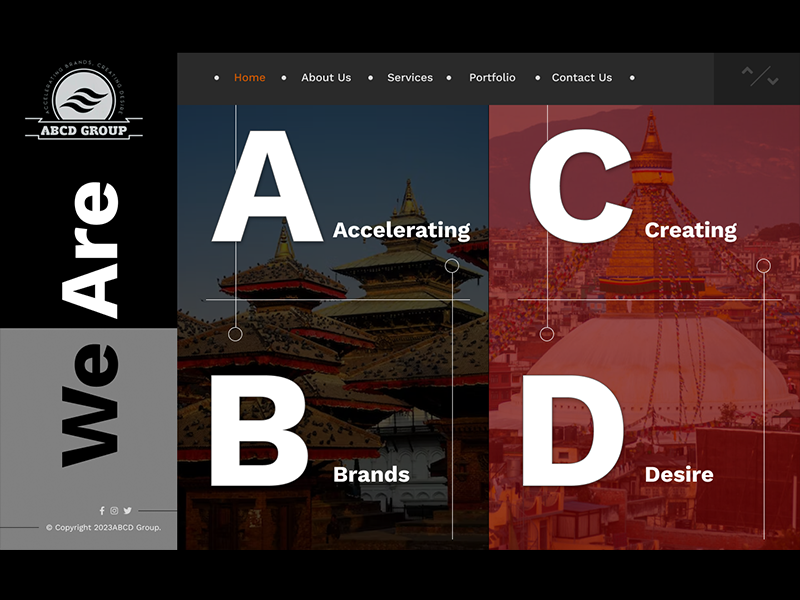 ACCELERATING BRANDS, CREATING DESIRE
ABCD GROUP
We Are
Home
About Us
Services
Portfolio
Contact Us
A
Accelerating
B
Brands
C
Creating
D
Desire
© Copyright 2023ABCD Group.